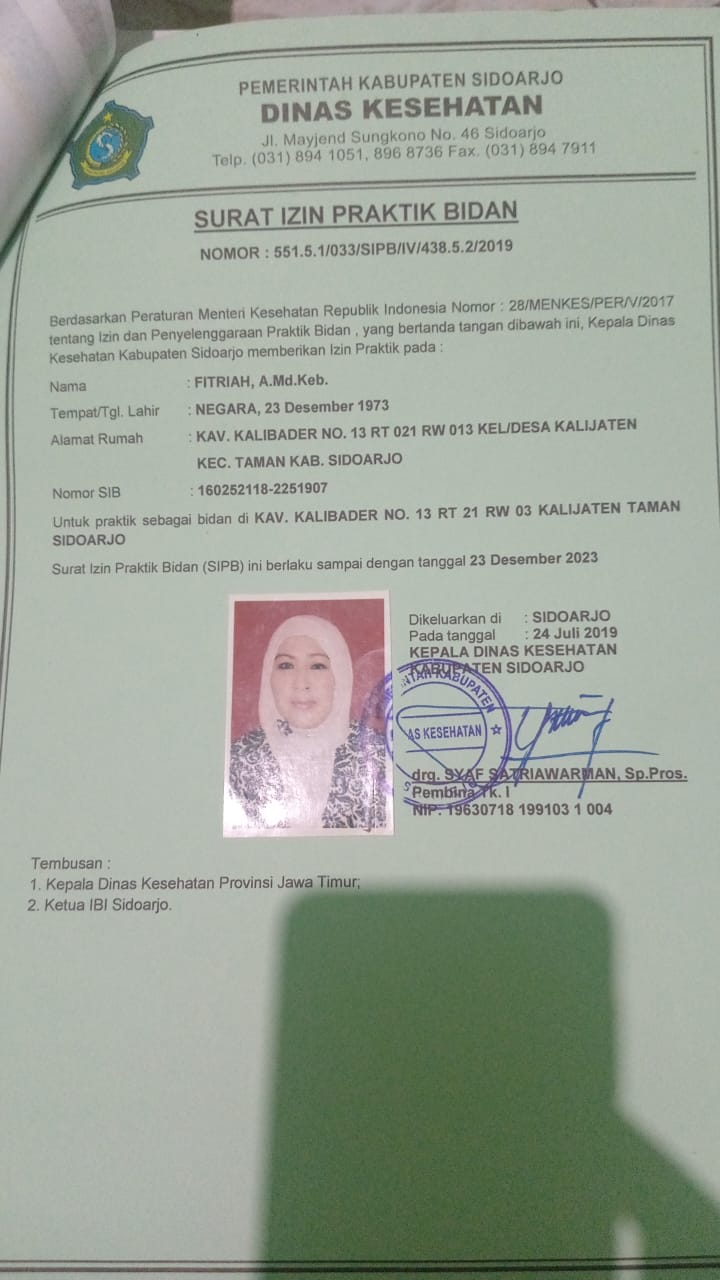 PEMERINTAH KABUPATEN SIDOARJO
DINAS KESEHATAN
Jl. Mayjend Sungkono No. 46 Sidoarjo
Telp. (031) 894 1051, 896 8736 Fax. (031) 894 7911
SURAT IZIN PRAKTIK BIDAN
NOMOR : 551.5.1/033/SIPB/IV/438.5.2/2019
Berdasarkan Peraturan Menteri Kesehatan Republik Indonesia Nomor : 28/MENKES/PER/V/2017
tentang Izin dan Penyelenggaraan Praktik Bidan , yang bertanda tangan dibawah ini, Kepala Dinas
Kesehatan Kabupaten Sidoarjo memberikan Izin Praktik pada :
Nama : FITRIAH, A.Md.Keb.
Tempat/Tgl. Lahir : NEGARA, 23 Desember 1973
Alamat Rumah : KAV. KALIBADER NO. 13 RT 021 RW 013 KEL/DESA KALIJATEN
KEC. TAMAN KAB. SIDOARJO
Nomor SIB : 160252118-2251907
Untuk praktik sebagai bidan di KAV. KALIBADER NO. 13 RT 21 RW 03 KALIJATEN TAMAN
SIDOARJO
Surat Izin Praktik Bidan (SIPB) ini berlaku sampai dengan tanggal 23 Desember 2023
Dikeluarkan di : SIDOARJO
Pada tanggal : 24 Juli 2019
KEPALA DINAS KESEHATAN
KABUPATEN SIDOARJO
NTAH KABUPATEN
AS KESEHATAN
drg. SYAF SATRIAWARMAN, Sp.Pros.
Pembina Tk. I
NIP. 19630718 199103 1 004
Tembusan :
1. Kepala Dinas Kesehatan Provinsi Jawa Timur;
2. Ketua IBI Sidoarjo.